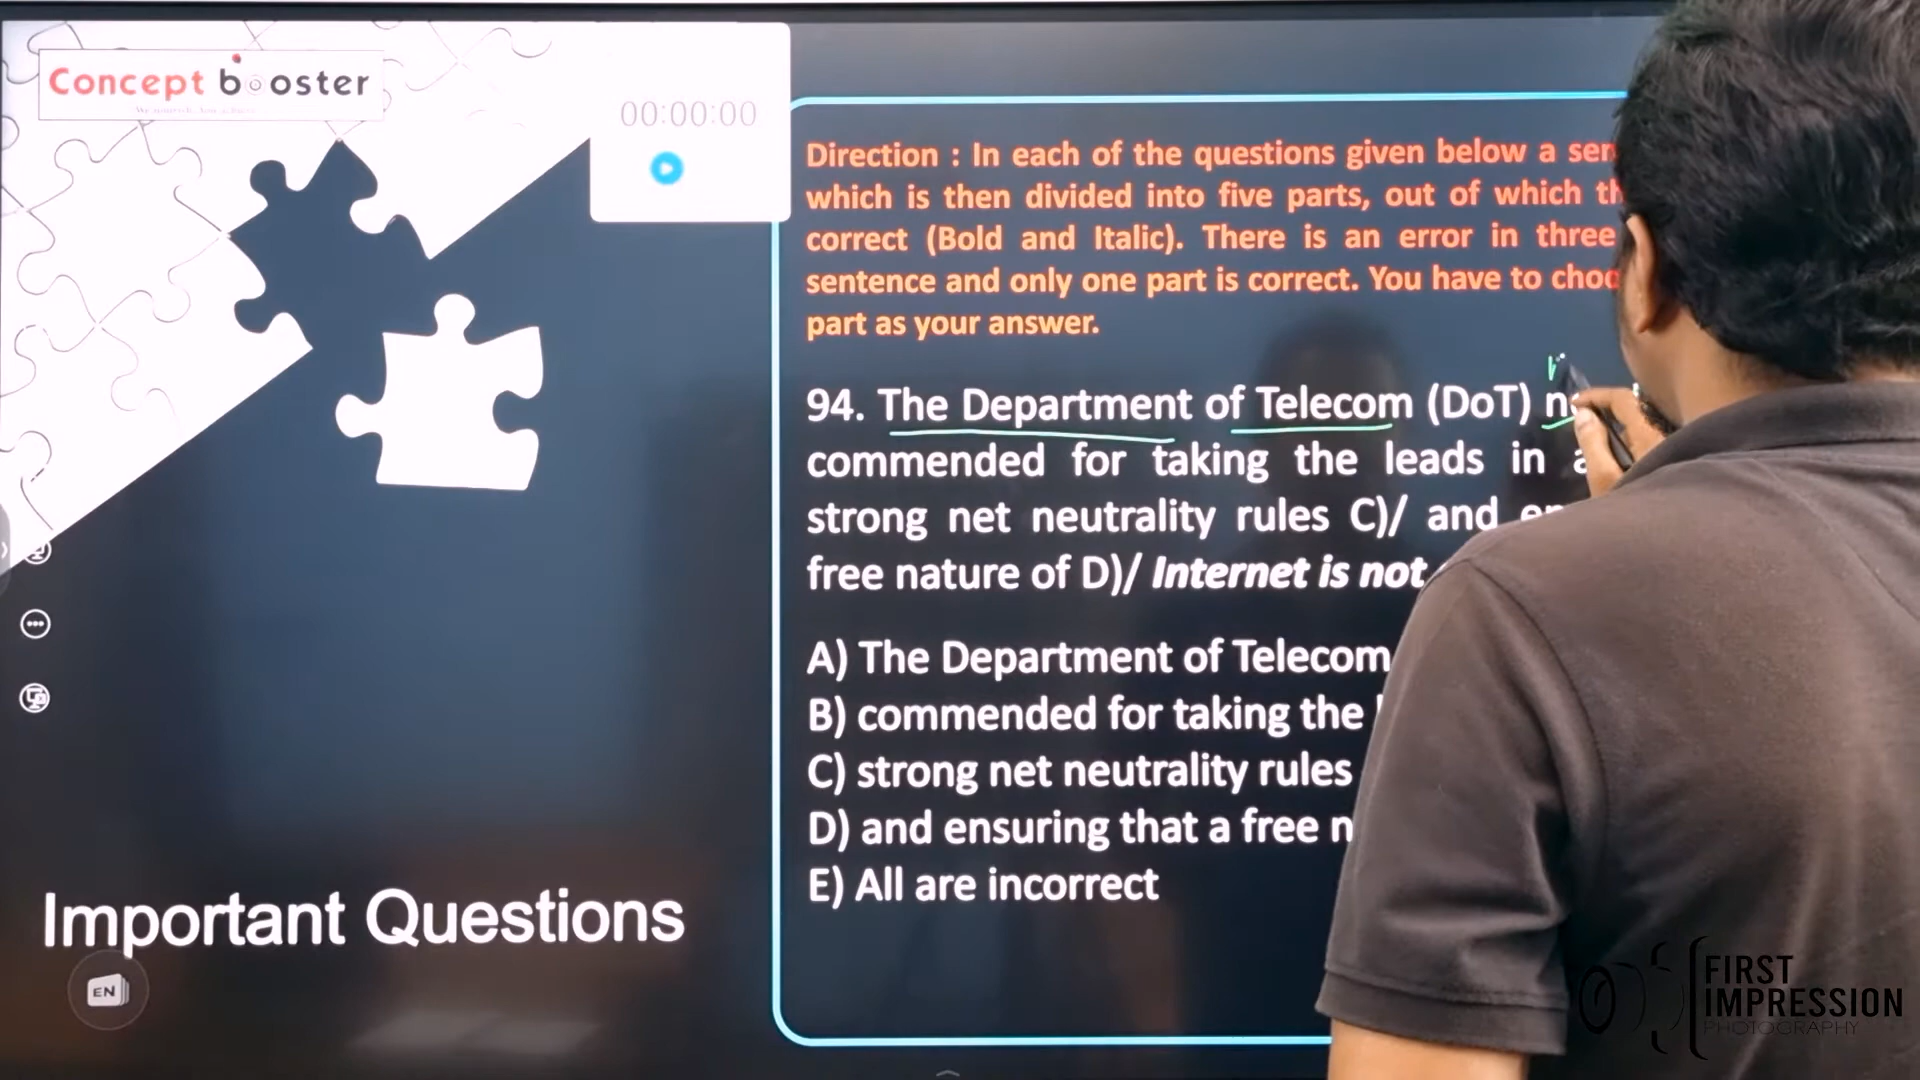 Concept booster
00:00:00
Direction : In each of the questions given below a
which is then divided into five parts, out of which
correct (Bold and Italic). There is an error in three
sentence and only one part is correct. You have to
part as your answer.
94. The Department of Telecom (DoT)
commended for taking the leads in
strong net neutrality rules C)/ and
free nature of D)/ Internet is not
A) The Department of Telecom
B) commended for taking the
C) strong net neutrality rules
D) and ensuring that a free
E) All are incorrect
Important Questions
EN
FIRST
IMPRESSION
PHOTOGRAPHY